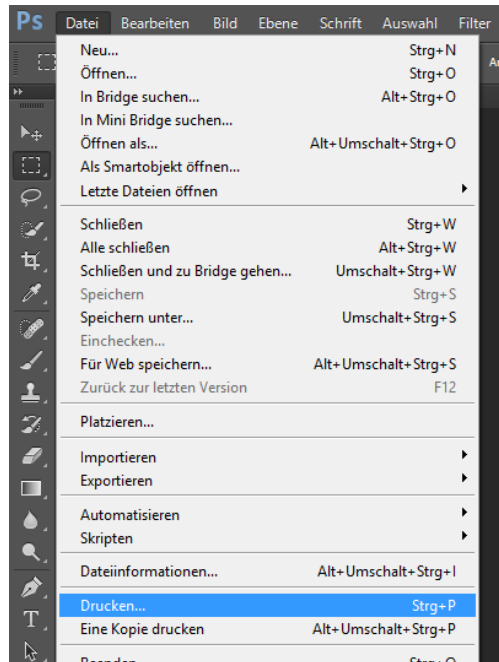 Ps Datei Bearbeiten Bild Ebene Schrift Auswahl Filter
Neu... Strg+N
Öffnen... Strg+O
In Bridge suchen... Alt+Strg+O
In Mini Bridge suchen...
Öffnen als... Alt+Umschalt+Strg+O
Als Smartobjekt öffnen...
Letzte Dateien öffnen
Schließen Strg+W
Alle schließen Alt+Strg+W
Schließen und zu Bridge gehen... Umschalt+Strg+W
Speichern Strg+S
Speichern unter... Umschalt+Strg+S
Einchecken...
Für Web speichern... Alt+Umschalt+Strg+S
Zurück zur letzten Version F12
Platzieren...
Importieren
Exportieren
Automatisieren
Skripten
Dateiinformationen... Alt+Umschalt+Strg+I
Drucken... Strg+P
Eine Kopie drucken Alt+Umschalt+Strg+P
Beenden Strg+Q